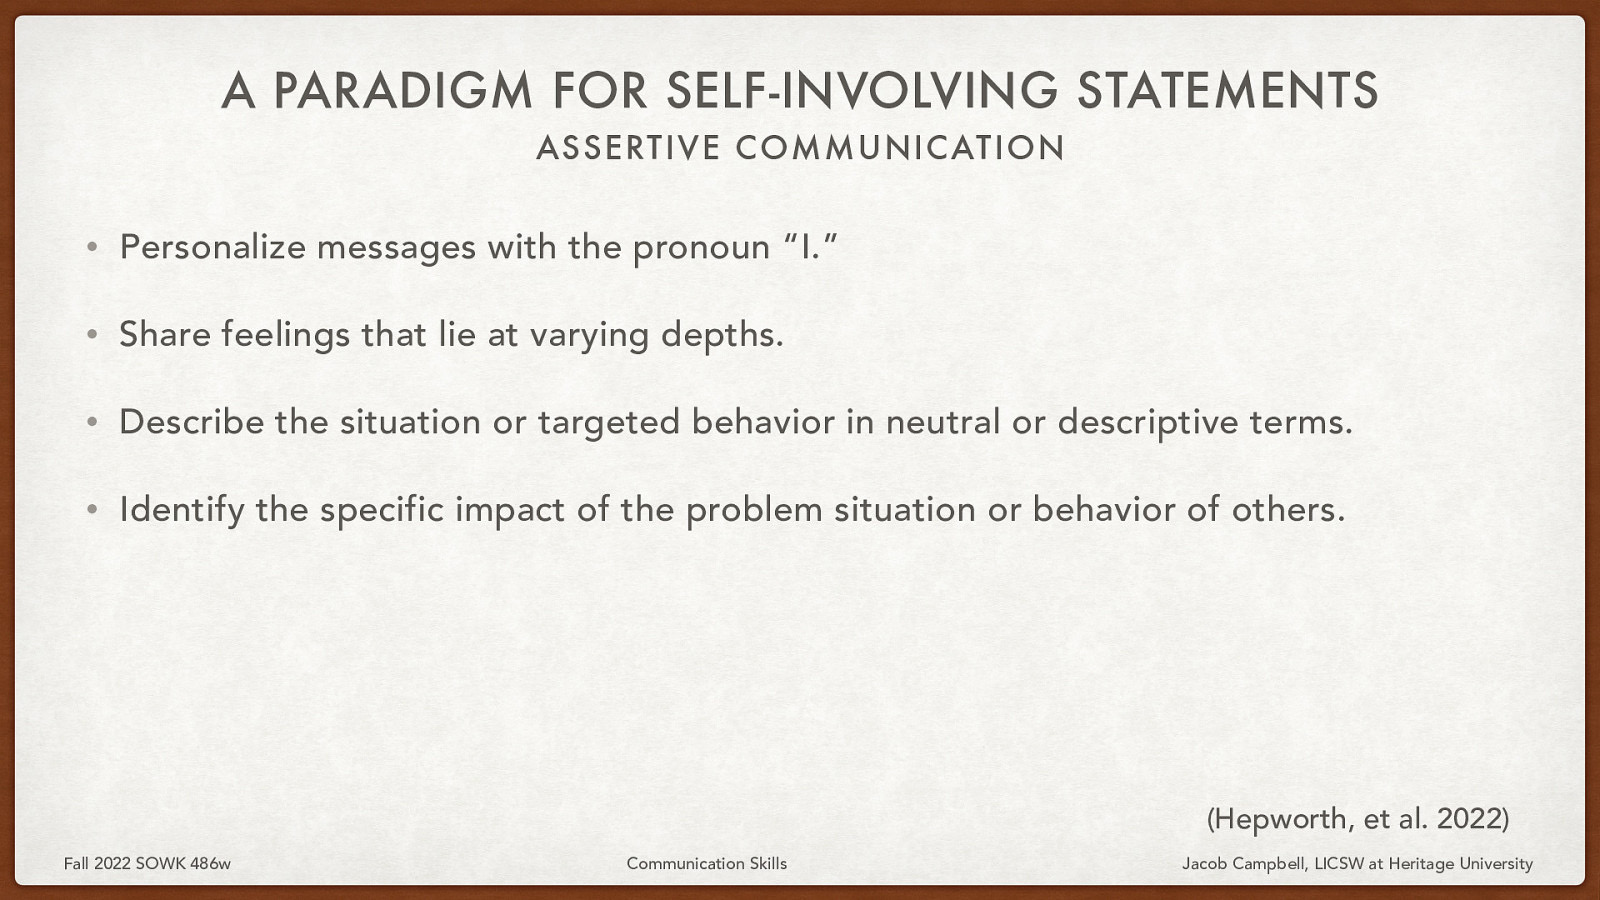 A PARADIGM FOR SELF-INVOLVING STATEMENTS
ASSERTIVE COMMUNICATION
• Personalize messages with the pronoun “I.”
• Share feelings that lie at varying depths.
• Describe the situation or targeted behavior in neutral or descriptive terms.
• Identify the specific impact of the problem situation or behavior of others.
(Hepworth, et al. 2022)
Fall 2022 SOWK 486w
Communication Skills
Jacob Campbell, LICSW at Heritage University